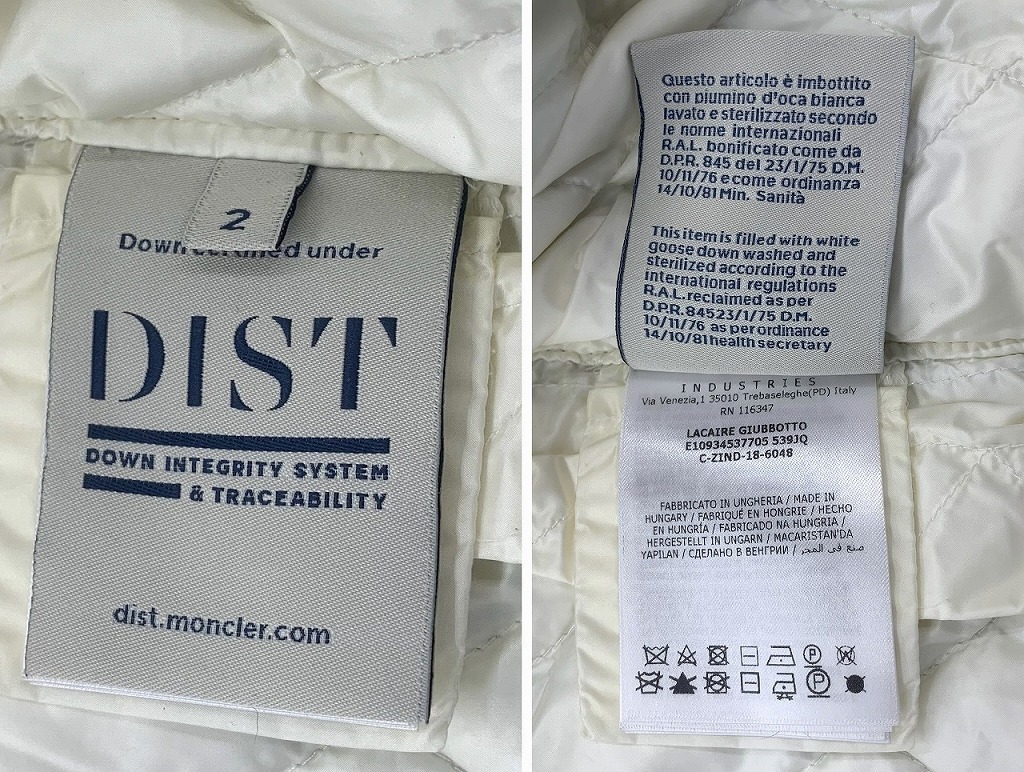 2
Down certified under
DIST
DOWN INTEGRITY SYSTEM
& TRACEABILITY
dist.moncler.com
Questo articolo è imbottito
con piumino d'oca bianca
lavato e sterilizzato secondo
le norme internazionali
R.A.L. bonificato come da
D.P.R. 845 del 23/1/75 D.M.
10/11/76 e come ordinanza
14/10/81 Min. Sanità
This item is filled with white
goose down washed and
sterilized according to the
international regulations
R.A.L. reclaimed as per
D.P.R. 84523/1/75 D.M.
10/11/76 as per ordinance
14/10/81 health secretary
INDUSTRIES
Via Venezia,1 35010 Trebaseleghe(PD) Italy
RN 116347
LACAIRE GIUBBOTTO
E10934537705 539JQ
C-ZIND-18-6048
FABBRICATO IN UNGHERIA / MADE IN
HUNGARY / FABRIQUÉ EN HONGRIE / HECHO
EN HUNGRÍA / FABRICADO NA HUNGRIA /
HERGESTELLT IN UNGARN / MACARISTAN'DA
YAPILAN / СДЕЛАНО В ВЕНГРИИ / صنع في المجر